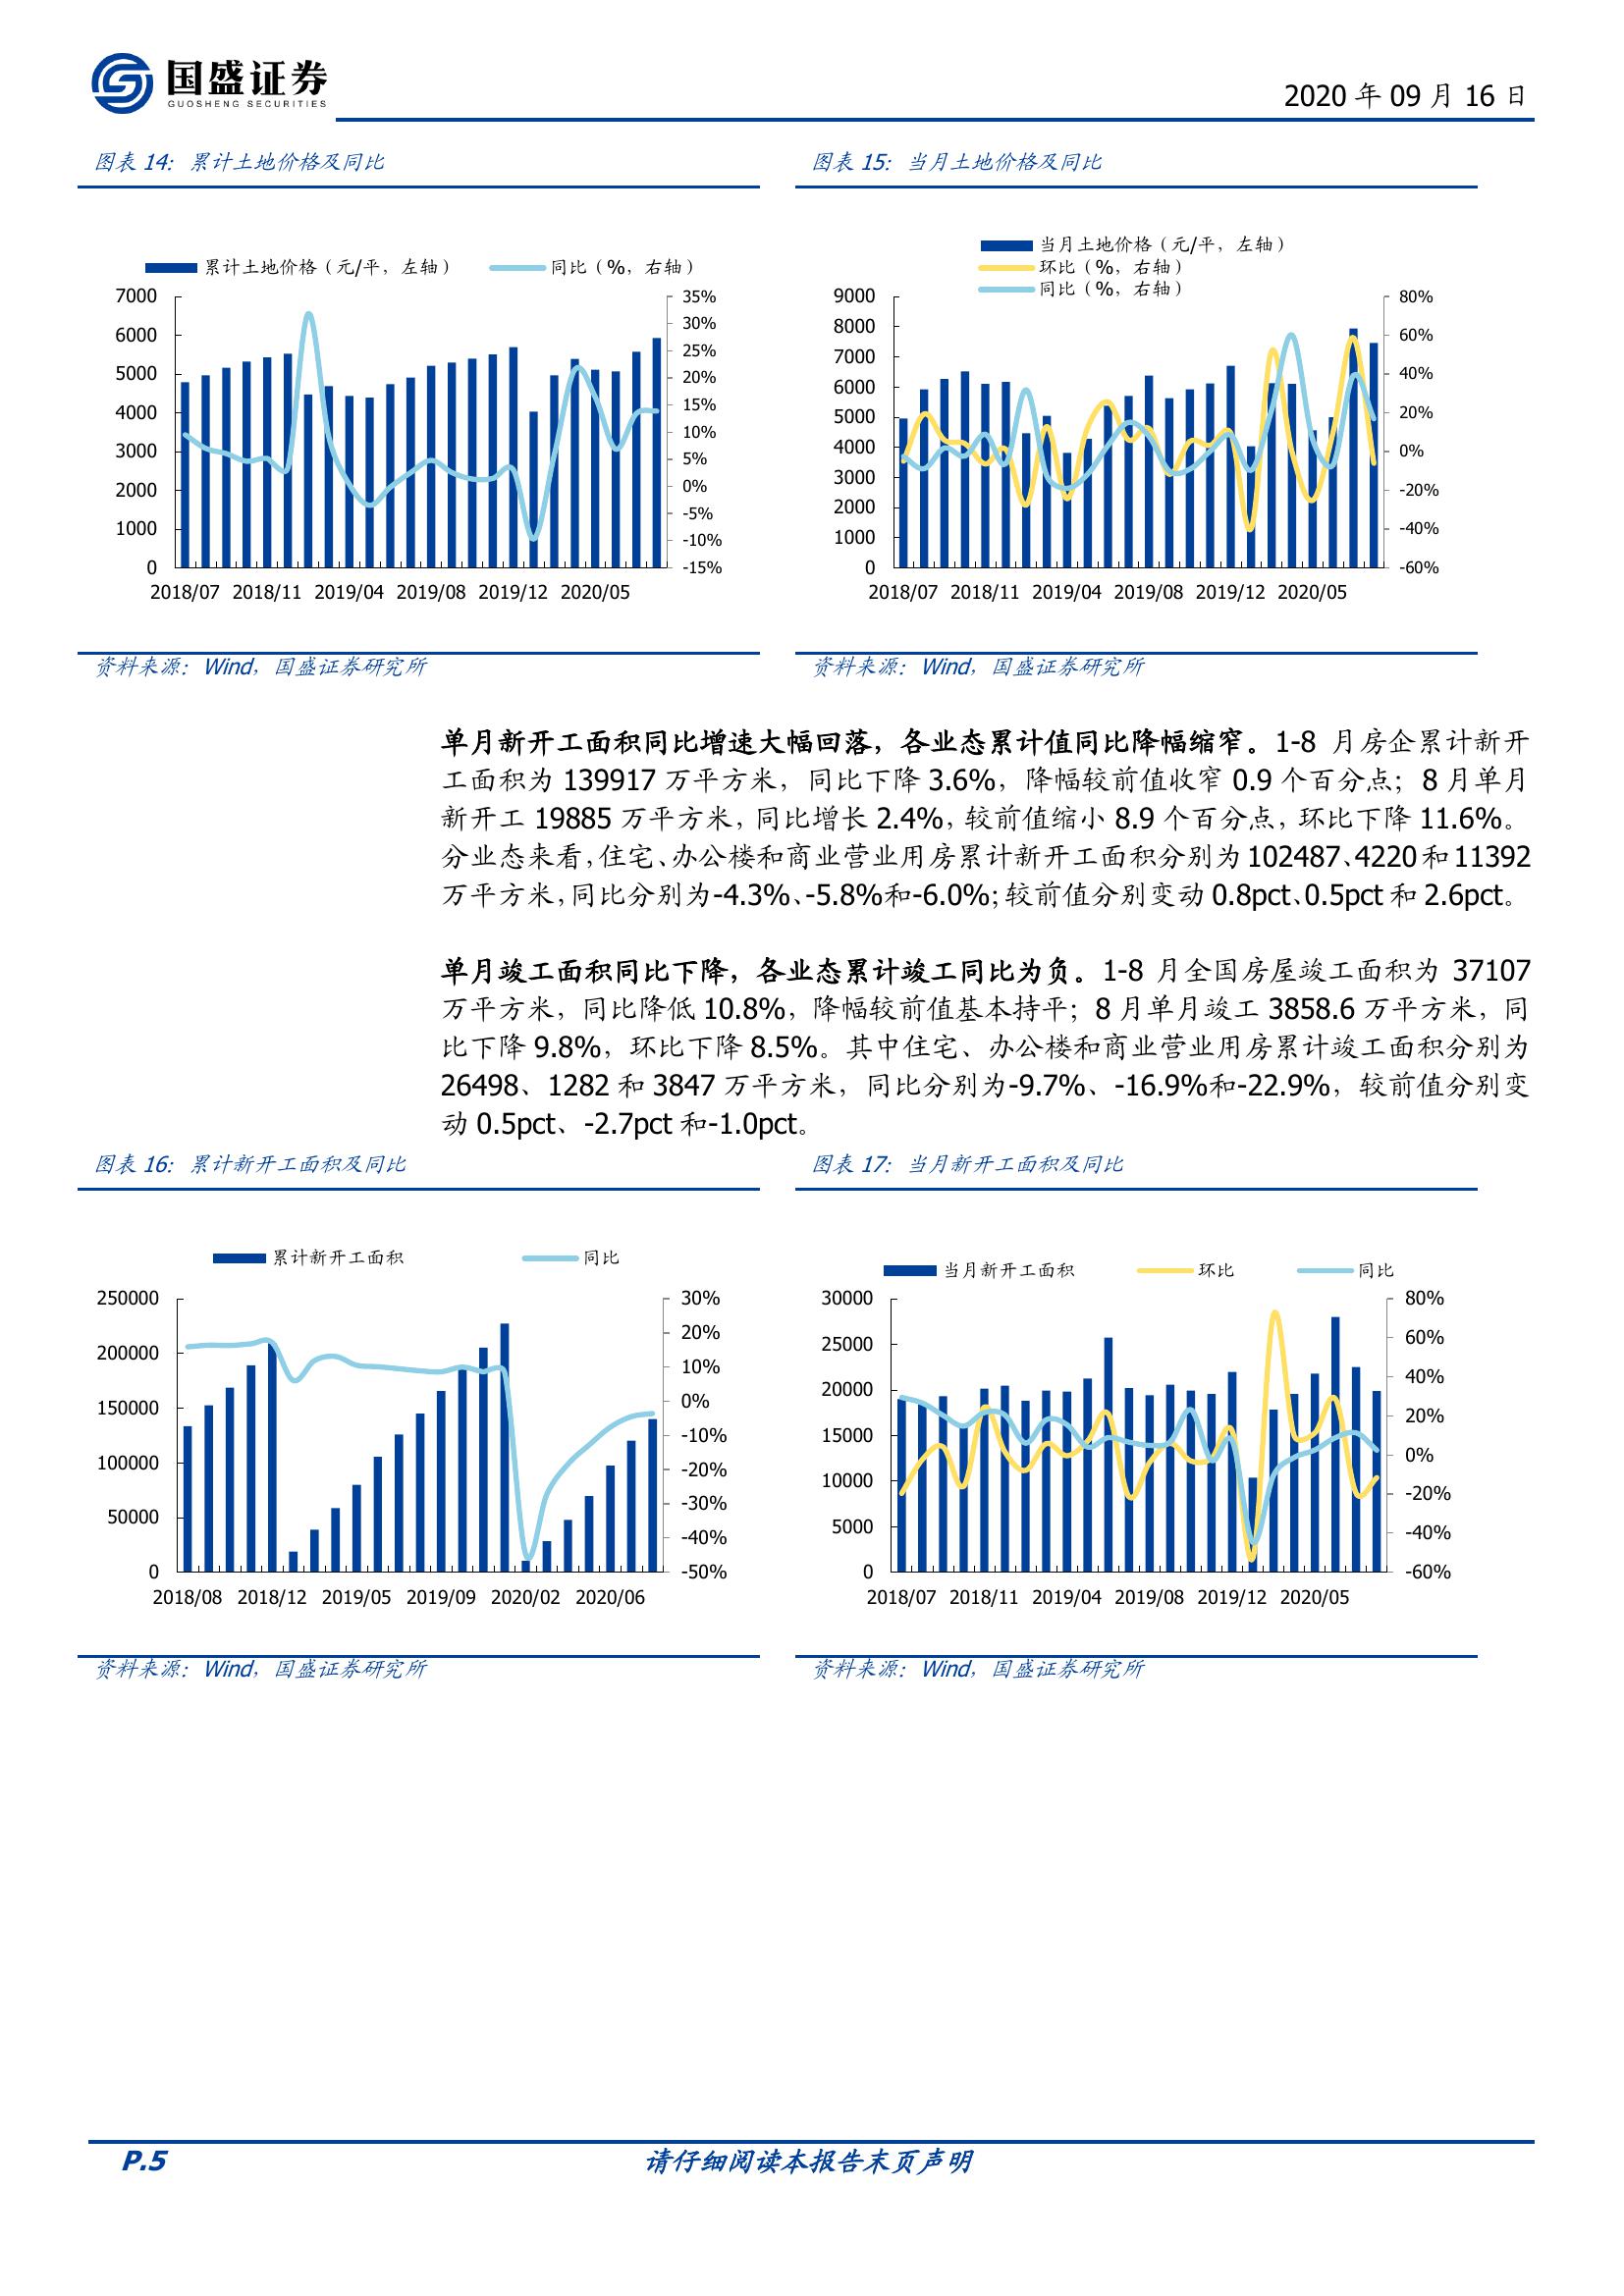 国盛证券
GUOSHENG SECURITIES
2020 年 09 月 16 日
图表 14： 累计土地价格及同比
图表 15： 当月土地价格及同比
累计土地价格（元/平，左轴）
同比（%，右轴）
7000
6000
5000
4000
3000
2000
1000
0
35%
30%
25%
20%
15%
10%
5%
0%
-5%
-10%
-15%
2018/07 2018/11 2019/04 2019/08 2019/12 2020/05
当月土地价格（元/平，左轴）
环比（%，右轴）
同比（%，右轴）
9000
8000
7000
6000
5000
4000
3000
2000
1000
0
80%
60%
40%
20%
0%
-20%
-40%
-60%
2018/07 2018/11 2019/04 2019/08 2019/12 2020/05
资料来源：Wind，国盛证券研究所
资料来源：Wind，国盛证券研究所
单月新开工面积同比增速大幅回落，各业态累计值同比降幅缩窄。1-8 月房企累计新开
工面积为 139917 万平方米，同比下降 3.6%，降幅较前值收窄 0.9 个百分点；8 月单月
新开工 19885 万平方米，同比增长 2.4%，较前值缩小 8.9 个百分点，环比下降 11.6%。
分业态来看，住宅、办公楼和商业营业用房累计新开工面积分别为 102487、4220 和 11392
万平方米，同比分别为-4.3%、-5.8%和-6.0%；较前值分别变动 0.8pct、0.5pct 和 2.6pct。
单月竣工面积同比下降，各业态累计竣工同比为负。1-8 月全国房屋竣工面积为 37107
万平方米，同比降低 10.8%，降幅较前值基本持平；8 月单月竣工 3858.6 万平方米，同
比下降 9.8%，环比下降 8.5%。其中住宅、办公楼和商业营业用房累计竣工面积分别为
26498、1282 和 3847 万平方米，同比分别为-9.7%、-16.9%和-22.9%，较前值分别变
动 0.5pct、-2.7pct 和-1.0pct。
图表 16： 累计新开工面积及同比
图表 17： 当月新开工面积及同比
累计新开工面积
同比
250000
200000
150000
100000
50000
0
30%
20%
10%
0%
-10%
-20%
-30%
-40%
-50%
2018/08 2018/12 2019/05 2019/09 2020/02 2020/06
当月新开工面积
环比
同比
30000
25000
20000
15000
10000
5000
0
80%
60%
40%
20%
0%
-20%
-40%
-60%
2018/07 2018/11 2019/04 2019/08 2019/12 2020/05
资料来源：Wind，国盛证券研究所
资料来源：Wind，国盛证券研究所
P.5
请仔细阅读本报告末页声明